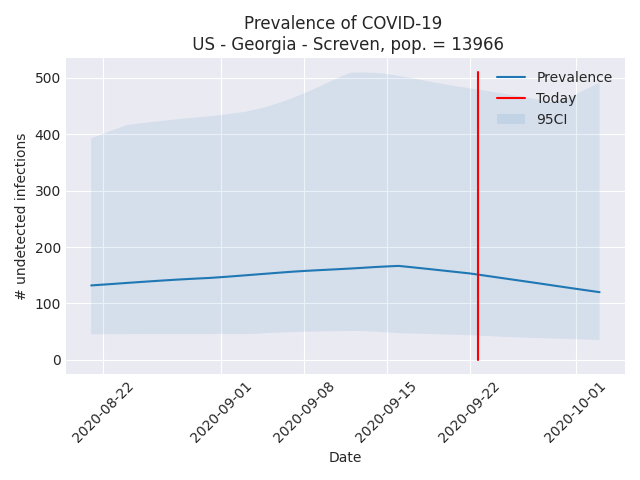 Prevalence of COVID-19
US - Georgia - Screven, pop. = 13966
Prevalence
Today
95CI
# undetected infections
500
400
300
200
100
0
2020-08-22
2020-09-01
2020-09-08
2020-09-15
2020-09-22
2020-10-01
Date